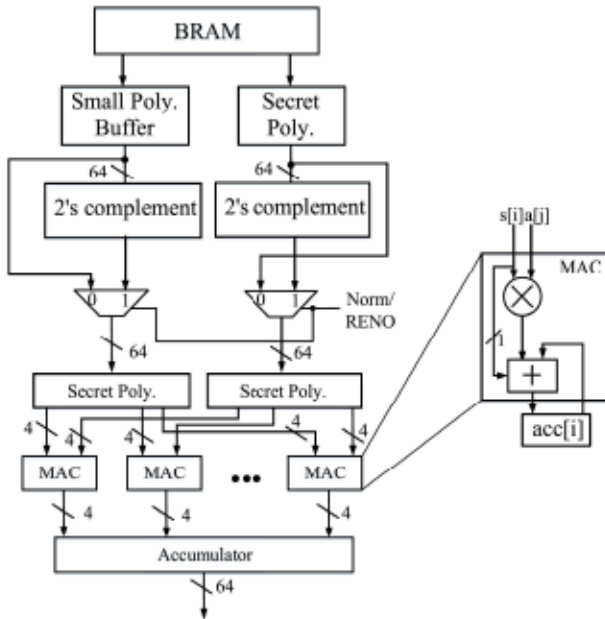 BRAM
Small Poly.
Buffer
Secret
Poly.
64
64
2's complement
2's complement
0 1
0 1
Norm/
RENO
64
64
Secret Poly.
Secret Poly.
4
4
4
4
4
MAC
MAC
•••
MAC
4
4
4
Accumulator
64
s[i]a[j]
MAC
1
+
acc[i]